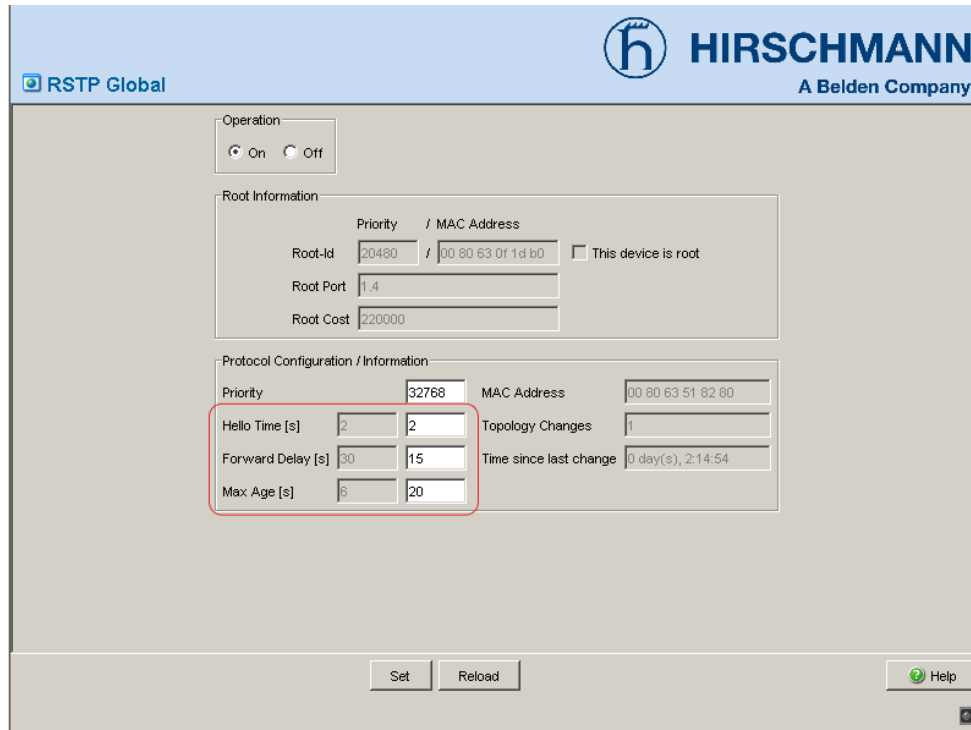 HIRSCHMANN
A Belden Company
RSTP Global
Operation
On Off
Root Information
Priority / MAC Address
Root-Id 20480 / 00 80 63 0f 1d b0 This device is root
Root Port 1.4
Root Cost 220000
Protocol Configuration / Information
Priority 32768 MAC Address 00 80 63 51 82 80
Hello Time [s] 2 2 Topology Changes 1
Forward Delay [s] 30 15 Time since last change 0 day(s), 2:14:54
Max Age [s] 6 20
Set Reload Help